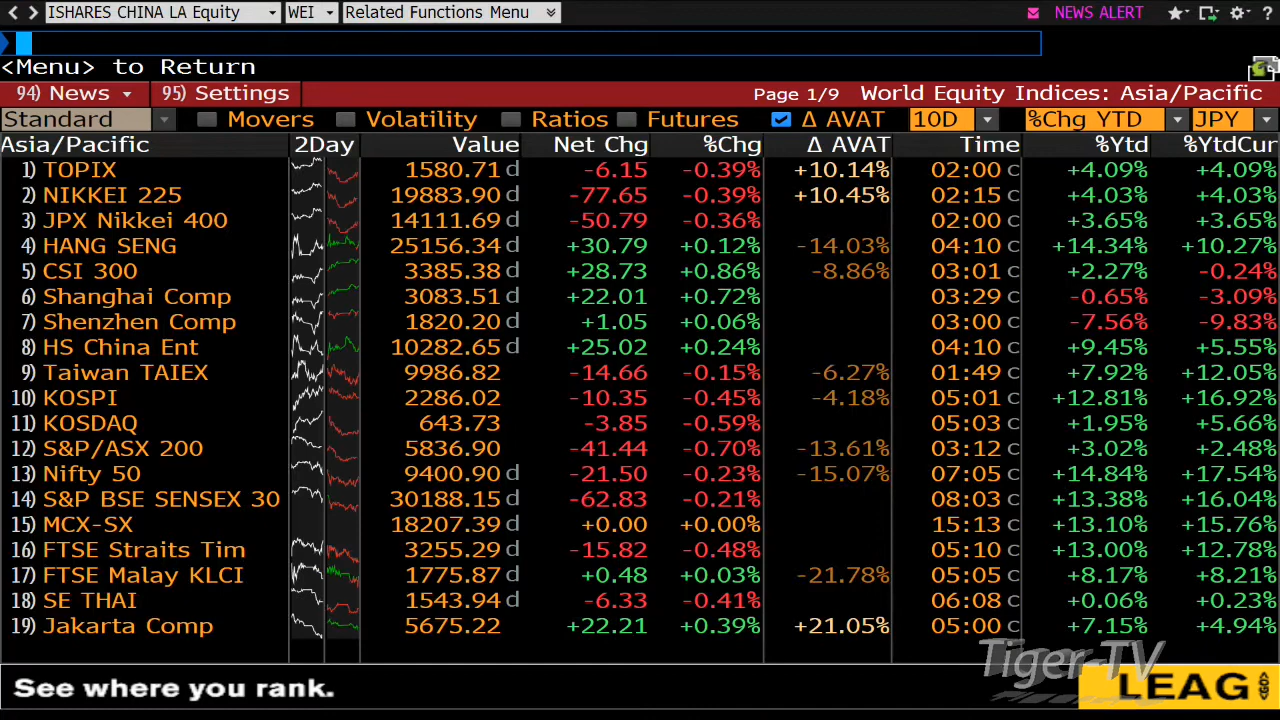 ISHARES CHINA LA Equity WEI Related Functions Menu NEWS ALERT ?
<Menu> to Return
94) News 95) Settings Page 1/9 World Equity Indices: Asia/Pacific
Standard Movers Volatility Ratios Futures Δ AVAT 10D %Chg YTD JPY
Asia/Pacific 2Day Value Net Chg %Chg Δ AVAT Time %Ytd %YtdCur
1) TOPIX 1580.71 d -6.15 -0.39% +10.14% 02:00 c +4.09% +4.09%
2) NIKKEI 225 19883.90 d -77.65 -0.39% +10.45% 02:15 c +4.03% +4.03%
3) JPX Nikkei 400 14111.69 d -50.79 -0.36% 02:00 c +3.65% +3.65%
4) HANG SENG 25156.34 d +30.79 +0.12% -14.03% 04:10 c +14.34% +10.27%
5) CSI 300 3385.38 d +28.73 +0.86% -8.86% 03:01 c +2.27% -0.24%
6) Shanghai Comp 3083.51 d +22.01 +0.72% 03:29 c -0.65% -3.09%
7) Shenzhen Comp 1820.20 d +1.05 +0.06% 03:00 c -7.56% -9.83%
8) HS China Ent 10282.65 d +25.02 +0.24% 04:10 c +9.45% +5.55%
9) Taiwan TAIEX 9986.82 -14.66 -0.15% -6.27% 01:49 c +7.92% +12.05%
10) KOSPI 2286.02 -10.35 -0.45% -4.18% 05:01 c +12.81% +16.92%
11) KOSDAQ 643.73 -3.85 -0.59% 05:03 c +1.95% +5.66%
12) S&P/ASX 200 5836.90 -41.44 -0.70% -13.61% 03:12 c +3.02% +2.48%
13) Nifty 50 9400.90 d -21.50 -0.23% -15.07% 07:05 c +14.84% +17.54%
14) S&P BSE SENSEX 30 30188.15 d -62.83 -0.21% 08:03 c +13.38% +16.04%
15) MCX-SX 18207.39 d +0.00 +0.00% 15:13 c +13.10% +15.76%
16) FTSE Straits Tim 3255.29 d -15.82 -0.48% 05:10 c +13.00% +12.78%
17) FTSE Malay KLCI 1775.87 d +0.48 +0.03% -21.78% 05:05 c +8.17% +8.21%
18) SE THAI 1543.94 d -6.33 -0.41% 06:08 c +0.06% +0.23%
19) Jakarta Comp 5675.22 +22.21 +0.39% +21.05% 05:00 c +7.15% +4.94%
Tiger-TV
See where you rank. LEAG <GO>